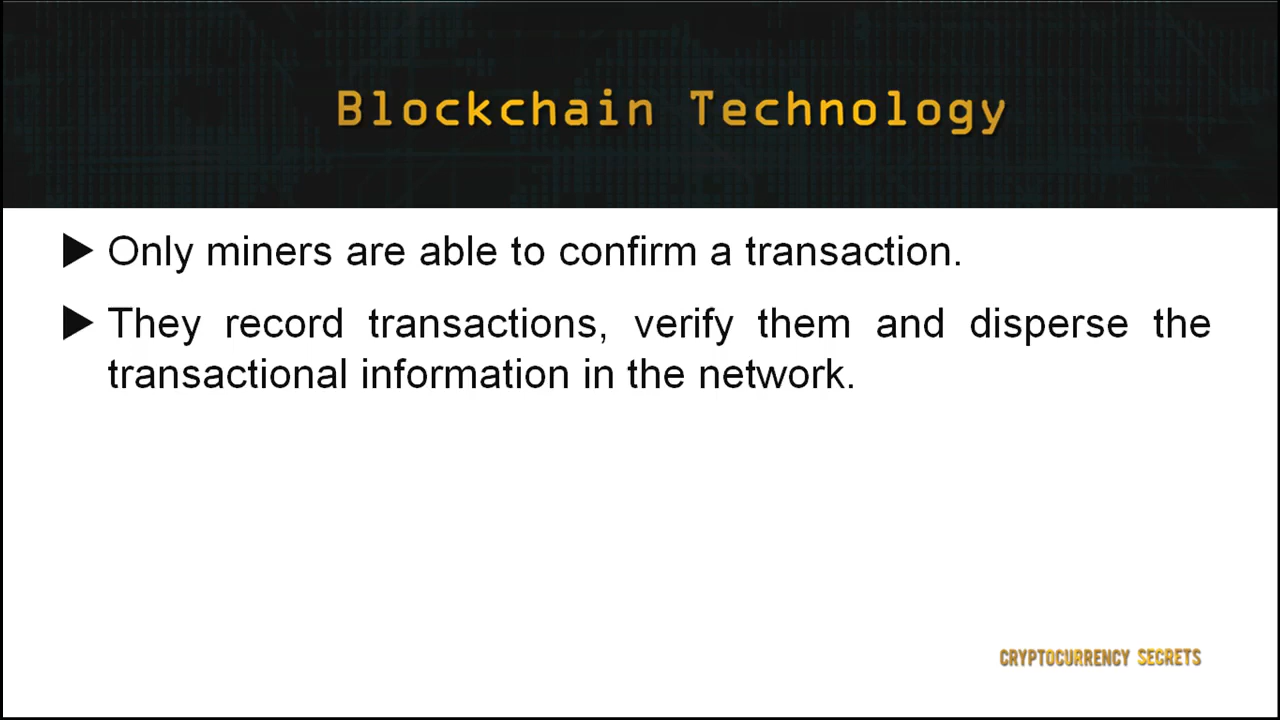 Blockchain Technology
▶ Only miners are able to confirm a transaction.
▶ They record transactions, verify them and disperse the
transactional information in the network.
CRYPTOCURRENCY SECRETS